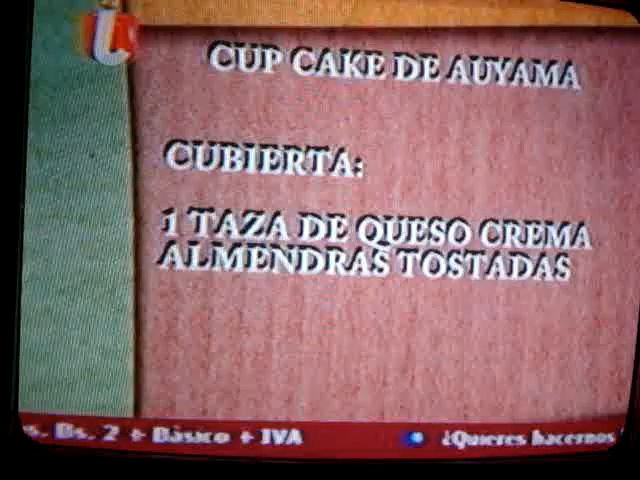 CUP CAKE DE AUYAMA
CUBIERTA:
1 TAZA DE QUESO CREMA
ALMENDRAS TOSTADAS
s. Bs. 2 + Básico + IVA
¿Quieres hacernos